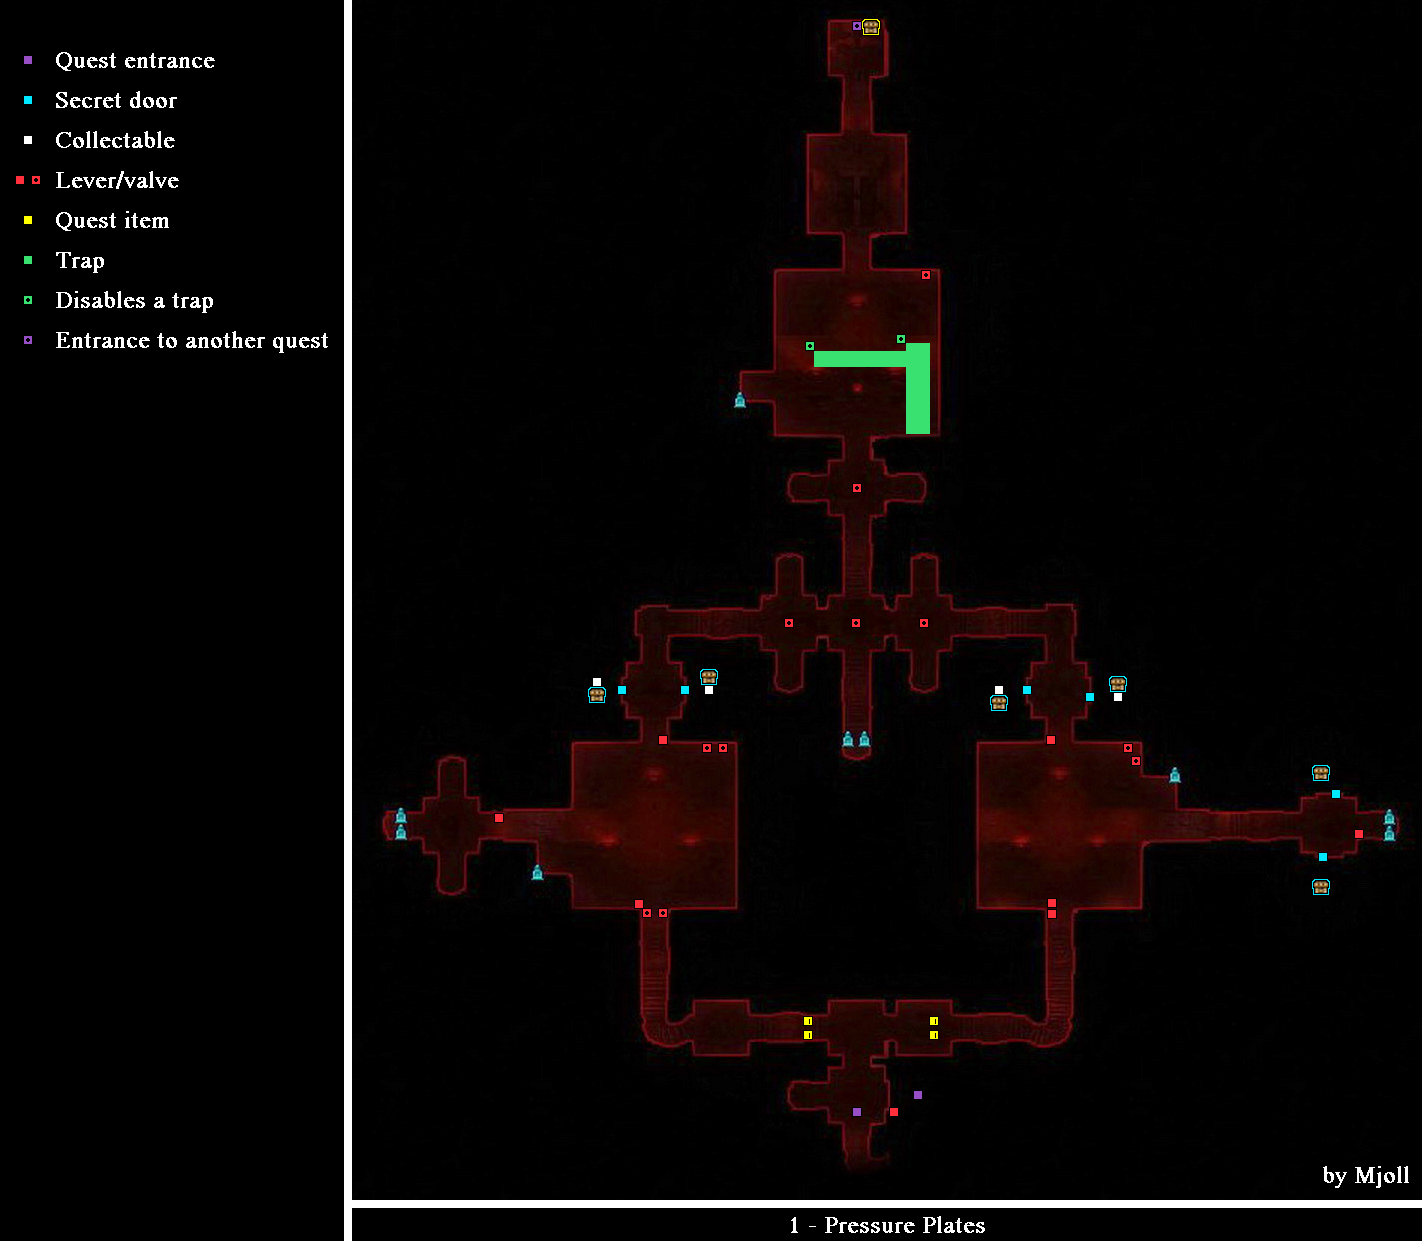 Quest entrance
Secret door
Collectable
Lever/valve
Quest item
Trap
Disables a trap
Entrance to another quest
by Mjoll
1 - Pressure Plates